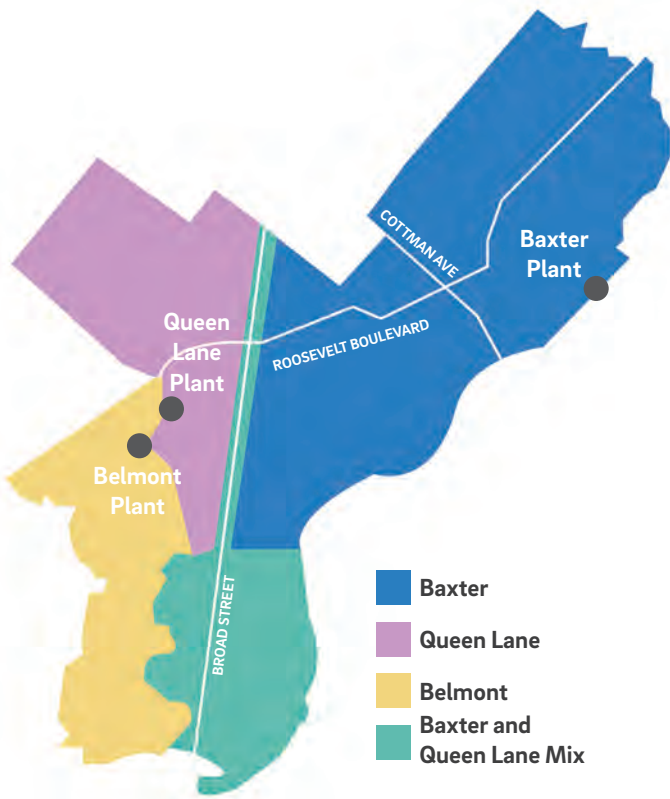 COTTMAN AVE
Baxter
Plant
Queen
Lane
Plant
ROOSEVELT BOULEVARD
Belmont
Plant
BROAD STREET
Baxter
Queen Lane
Belmont
Baxter and
Queen Lane Mix